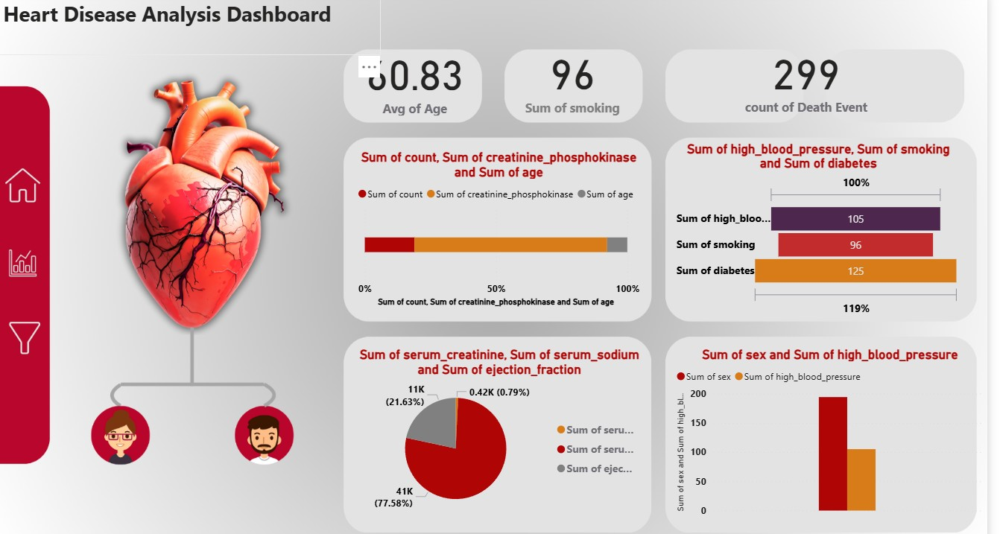 Heart Disease Analysis Dashboard
60.83
Avg of Age
96
Sum of smoking
299
count of Death Event
Sum of count, Sum of creatinine_phosphokinase
and Sum of age
Sum of count Sum of creatinine_phosphokinase Sum of age
0% 50% 100%
Sum of count, Sum of creatinine_phosphokinase and Sum of age
Sum of high_blood_pressure, Sum of smoking
and Sum of diabetes
100%
Sum of high_bloo... 105
Sum of smoking 96
Sum of diabetes 125
119%
Sum of serum_creatinine, Sum of serum_sodium
and Sum of ejection_fraction
11K
(21.63%)
0.42K (0.79%)
41K
(77.58%)
Sum of seru...
Sum of seru...
Sum of ejec...
Sum of sex and Sum of high_blood_pressure
Sum of sex Sum of high_blood_pressure
Sum of sex and Sum of high_bl...
200
150
100
50
0